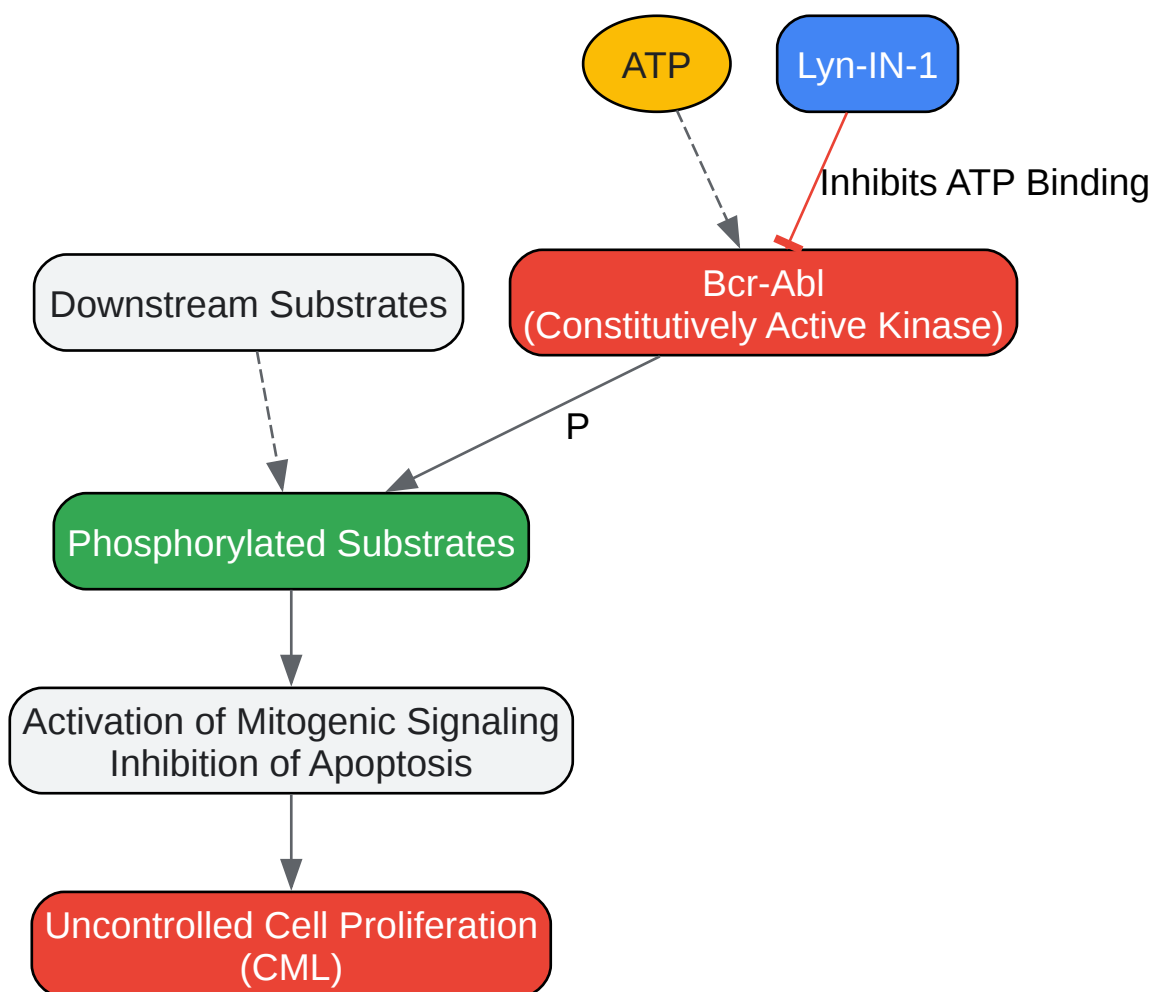 ATP
Lyn-IN-1
Inhibits ATP Binding
Downstream Substrates
Bcr-Abl
(Constitutively Active Kinase)
P
Phosphorylated Substrates
Activation of Mitogenic Signaling
Inhibition of Apoptosis
Uncontrolled Cell Proliferation
(CML)